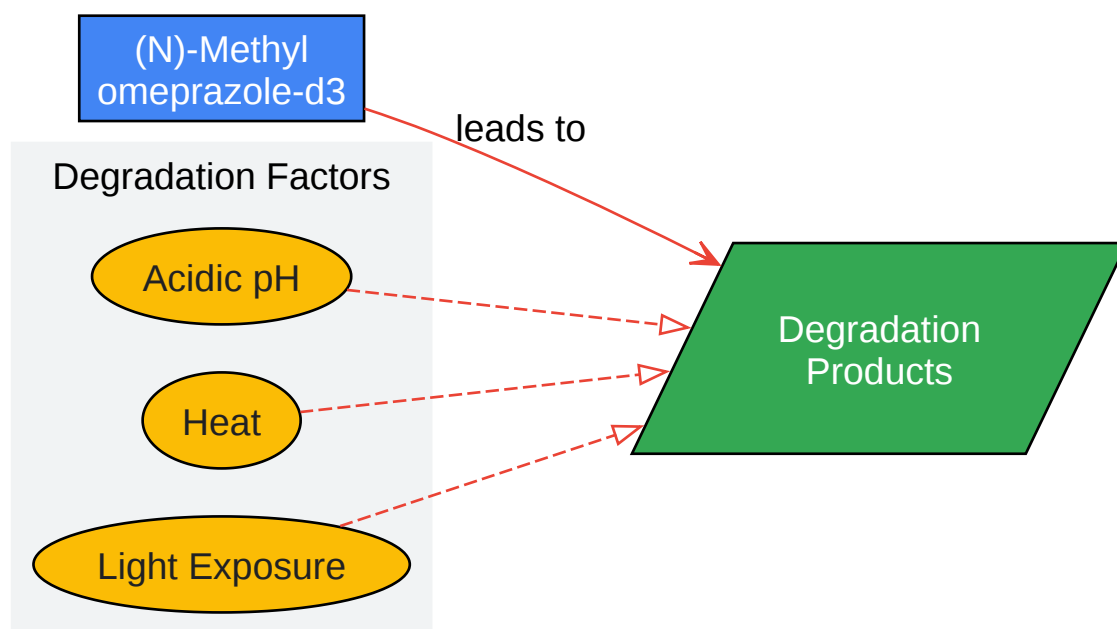 (N)-Methyl
omeprazole-d3
leads to
Degradation Factors
Acidic pH
Heat
Light Exposure
Degradation
Products